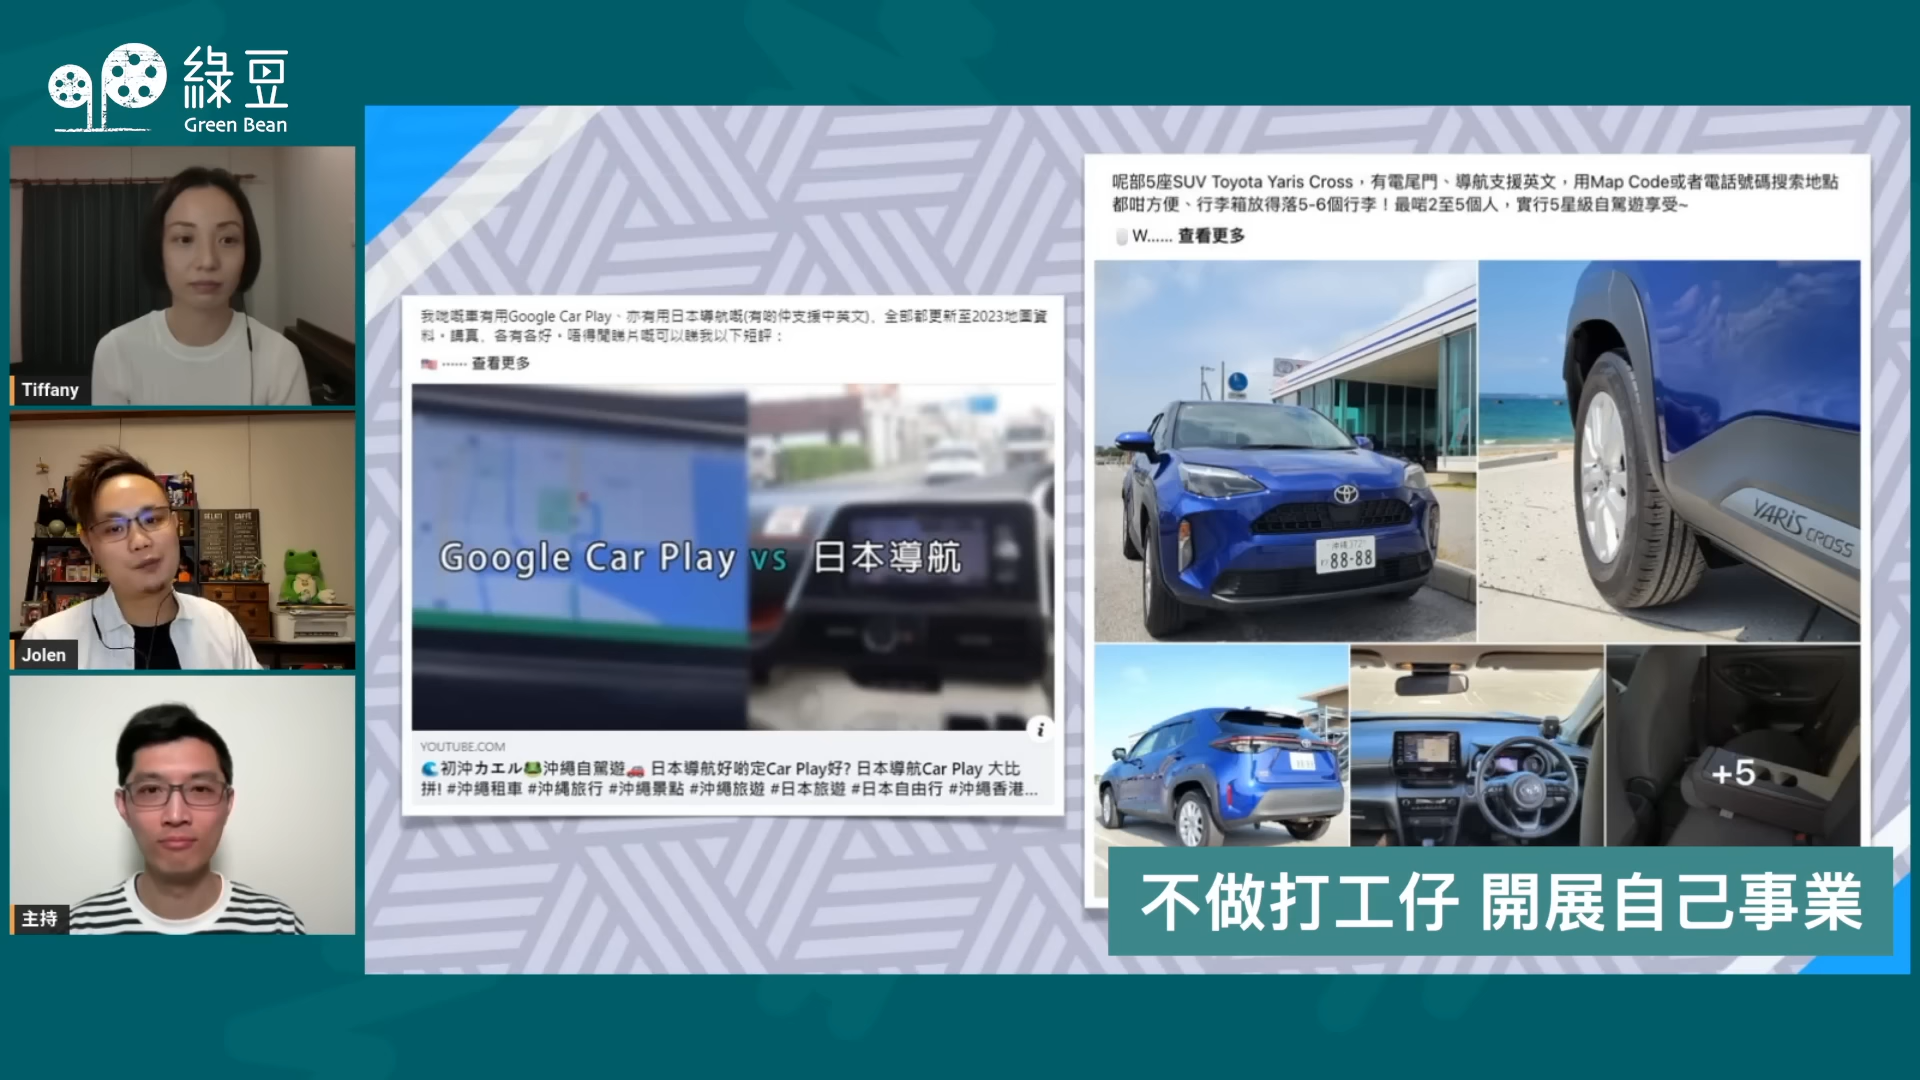 綠豆
Green Bean
Tiffany
Jolen
主持
我哋嘅車有用Google Car Play、亦有用日本導航嘅(有啲仲支援中英文)，全部都更新至2023地圖資
料。講真，各有各好，唔得閒睇片嘅可以睇我以下短評：
🇺🇸 ...... 查看更多
Google Car Play vs 日本導航
YOUTUBE.COM
🌊初沖カエル🐸沖繩自駕遊🚗 日本導航好啲定Car Play好? 日本導航Car Play 大比
拼! #沖繩租車 #沖縄旅行 #沖繩景點 #沖繩旅遊 #日本旅遊 #日本自由行 #沖繩香港...
呢部5座SUV Toyota Yaris Cross，有電尾門、導航支援英文，用Map Code或者電話號碼搜索地點
都咁方便、行李箱放得落5-6個行李！最啱2至5個人，實行5星級自駕遊享受~
W...... 查看更多
88-88
YARiS CROSS
+5
不做打工仔 開展自己事業